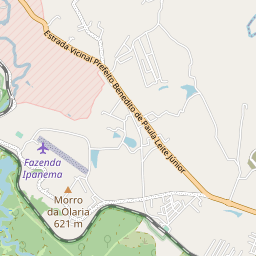 Estrada Vicinal Prefeito Benedito de Paula Leite Júnior
Fazenda
Ipanema
Morro
da Olaria
621 m